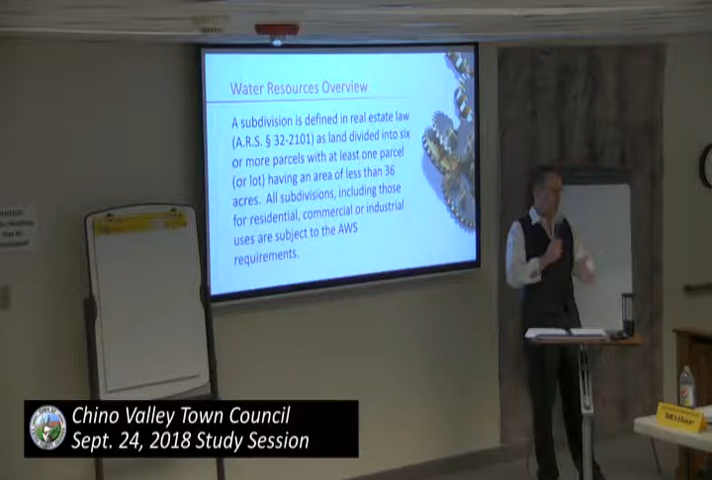 Water Resources Overview
A subdivision is defined in real estate law
(A.R.S. § 32-2101) as land divided into six
or more parcels with at least one parcel
(or lot) having an area of less than 36
acres. All subdivisions, including those
for residential, commercial or industrial
uses are subject to the AWS
requirements.
Miller
Chino Valley Town Council
Sept. 24, 2018 Study Session